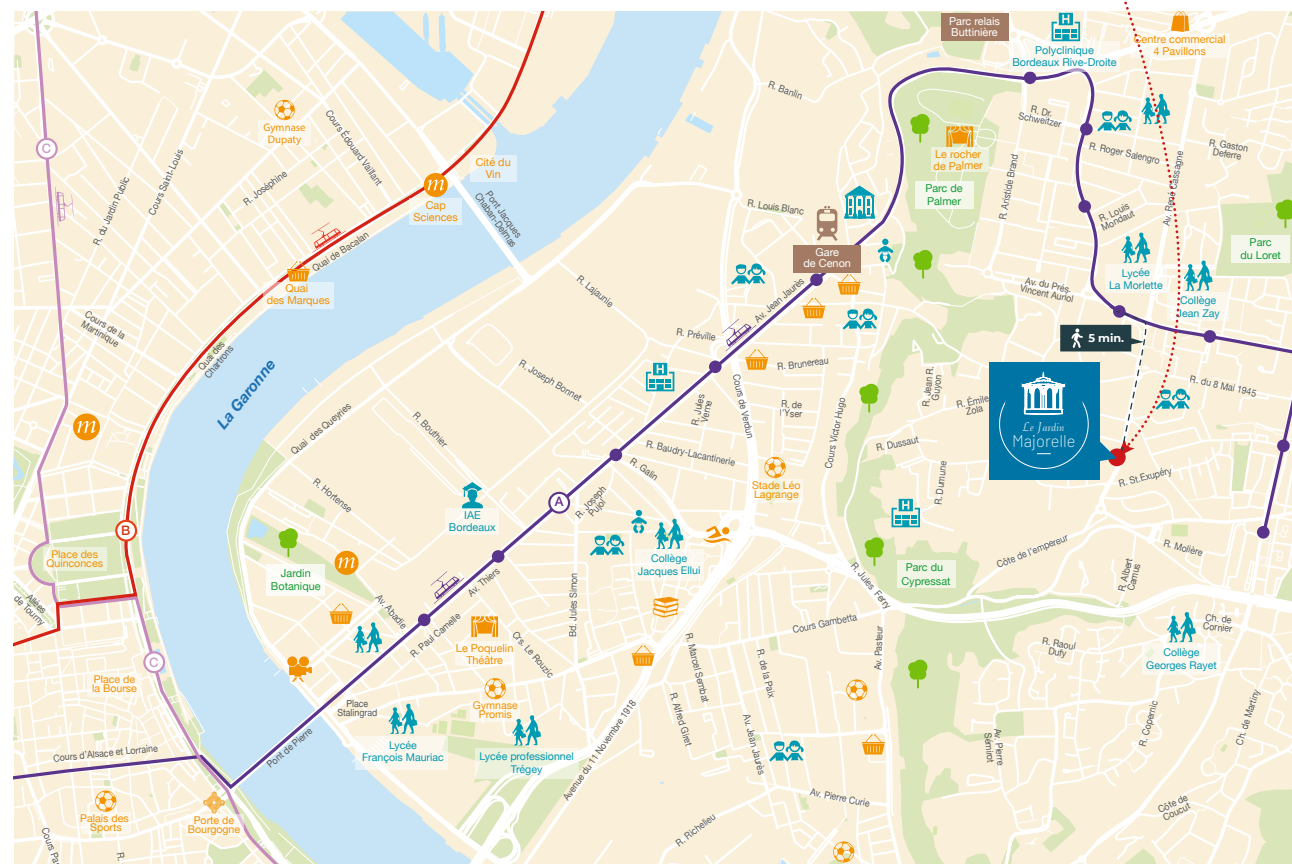 Parc relais
Buttinière
Polyclinique
Bordeaux Rive-Droite
Centre commercial
4 Pavillons
R. Banlin
Gymnase
Dupaty
Cours Édouard Vaillant
R. Dr.
Schweitzer
C
Cours Saint-Louis
R. Joséphine
Cité du
Vin
m
Cap
Sciences
Pont Jacques
Chaban-Delmas
R. du Jardin Public
Quai de Bacalan
Quai
des Marques
Le rocher
de Palmer
Parc de
Palmer
R. Aristide Briand
R. Roger Salengro
R. Gaston
Deferre
Av. René Cassagne
R. Louis Blanc
R. Louis
Mondaut
Gare
de Cenon
Lycée
La Morlette
Collège
Jean Zay
Parc
du Loret
Av. du Prés.
Vincent Auriol
R. Lajaunie
Av. Jean Jaurès
Cours de la
Martinique
Quai des
Chartrons
La Garonne
R. Préville
R. Brunereau
5 min.
R. Joseph Bonnet
R. Jules
Verne
Cours de Verdun
R. de
l'Yser
Cours Victor Hugo
R. Jean R.
Guyon
R. Émile
Zola
Le Jardin
Majorelle
R. du 8 Mai 1945
m
Quai des Queyries
R. Bouthier
R. Baudry-Lacantinerie
R. Galin
R. Dussaut
R. Dumune
Stade Léo
Lagrange
R. St.Exupéry
R. Hortense
IAE
Bordeaux
A
R. Joseph
Pujol
B
Place des
Quinconces
Jardin
Botanique
m
Collège
Jacques Ellui
Parc du
Cypressat
Côte de l'empereur
R. Molière
R. Albert
Camus
Allées
de Tourny
Av. Abadie
Av. Thiers
R. Paul Camelle
Bd. Jules Simon
R. Jules Ferry
Cours Gambetta
Le Poquelin
Théâtre
Crs. Le Rouzic
R. Marcel Sembat
R. de la Paix
Av. Pasteur
R. Raoul
Dufy
Ch. de
Cornier
Collège
Georges Rayet
C
Place de
la Bourse
Place
Stalingrad
Gymnase
Promis
R. Alfred Giret
R. Copernic
Ch. de Martiny
Cours d'Alsace et Lorraine
Pont de Pierre
Lycée
François Mauriac
Lycée professionnel
Trégey
Avenue du 11 Novembre 1918
Av. Jean Jaurès
Av. Pierre
Sémirot
Av. Pierre Curie
Côte de
Coucut
Palais des
Sports
Porte de
Bourgogne
R. Richelieu
Cours Pa
R.